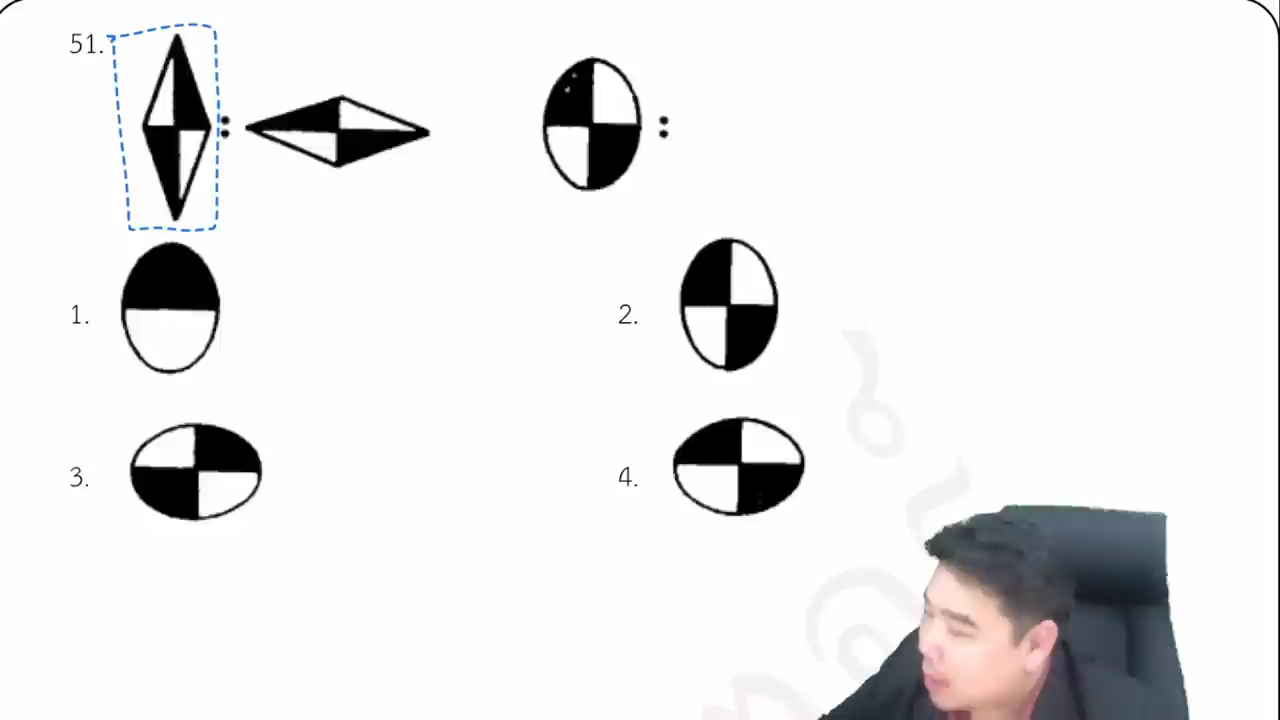 51. : :
1. 2.
3. 4.